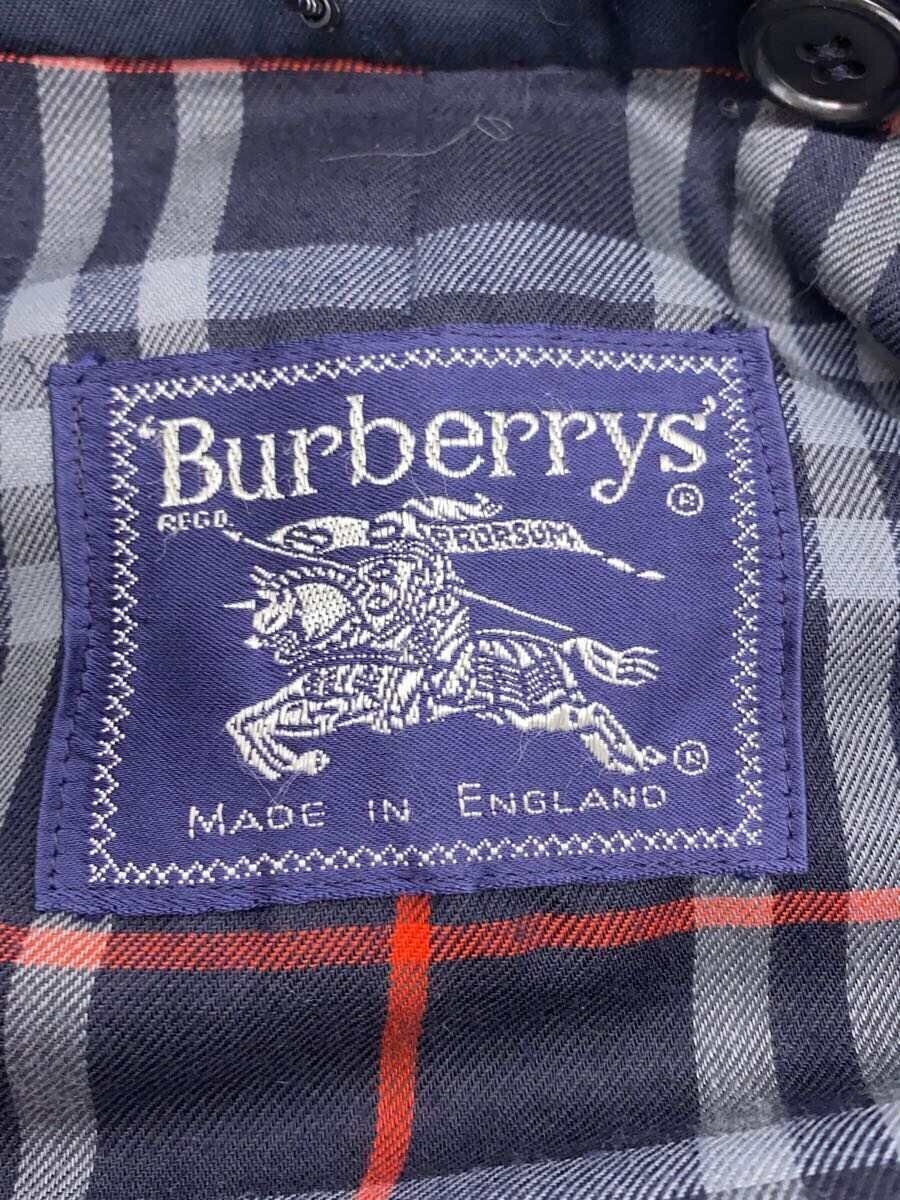 'Burberrys'
REGD. ®
PRORSUM
®
MADE IN ENGLAND